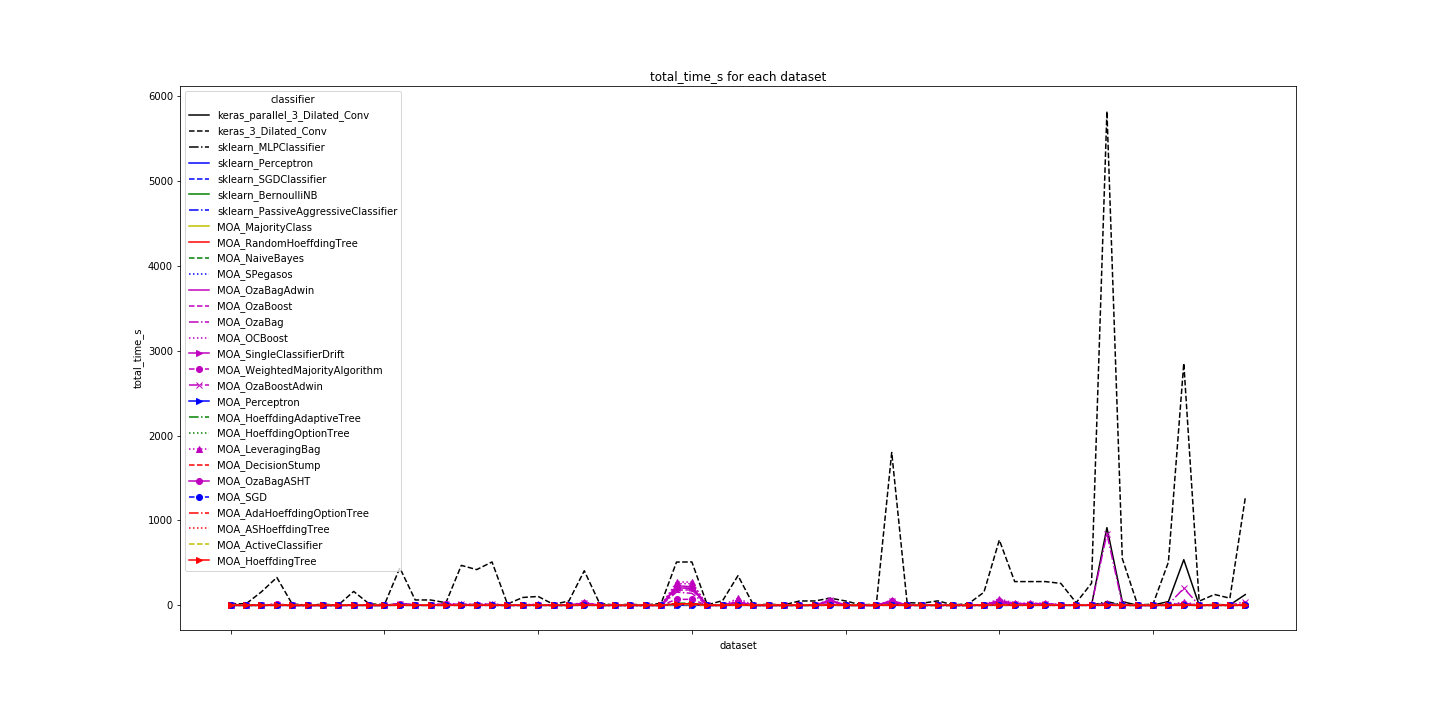 total_time_s for each dataset
6000
5000
4000
3000
2000
1000
0
total_time_s
classifier
keras_parallel_3_Dilated_Conv
keras_3_Dilated_Conv
sklearn_MLPClassifier
sklearn_Perceptron
sklearn_SGDClassifier
sklearn_BernoulliNB
sklearn_PassiveAggressiveClassifier
MOA_MajorityClass
MOA_RandomHoeffdingTree
MOA_NaiveBayes
MOA_SPegasos
MOA_OzaBagAdwin
MOA_OzaBoost
MOA_OzaBag
MOA_OCBoost
MOA_SingleClassifierDrift
MOA_WeightedMajorityAlgorithm
MOA_OzaBoostAdwin
MOA_Perceptron
MOA_HoeffdingAdaptiveTree
MOA_HoeffdingOptionTree
MOA_LeveragingBag
MOA_DecisionStump
MOA_OzaBagASHT
MOA_SGD
MOA_AdaHoeffdingOptionTree
MOA_ASHoeffdingTree
MOA_ActiveClassifier
MOA_HoeffdingTree
dataset